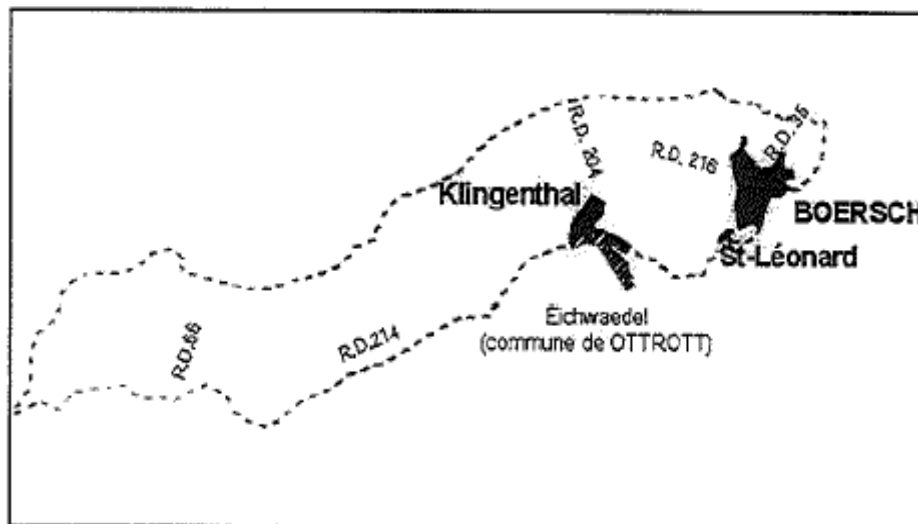 R.D. 35
R.D. 204
R.D. 216
Klingenthal
BOERSCH
St-Léonard
Eichwaedel
(commune de OTTROTT)
R.D.66
R.D.214